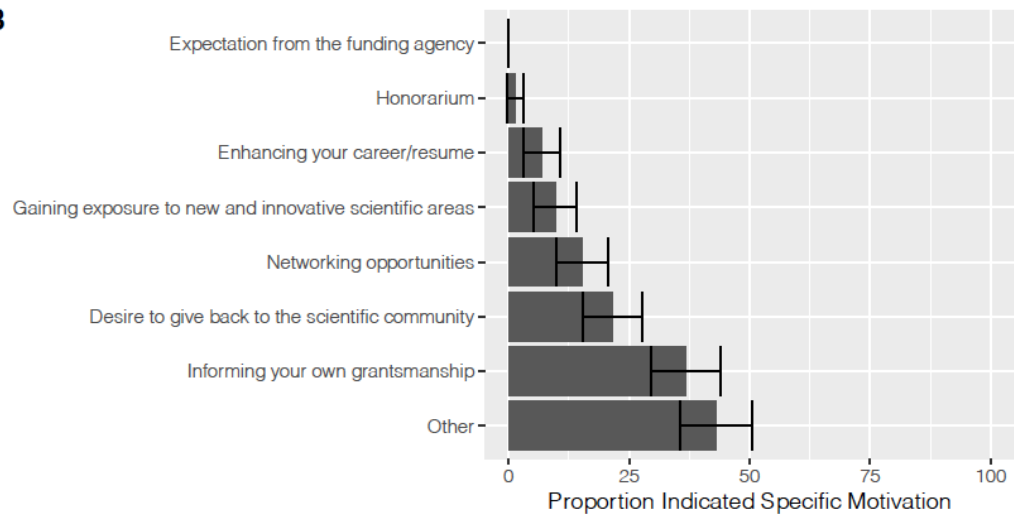 B
Expectation from the funding agency
Honorarium
Enhancing your career/resume
Gaining exposure to new and innovative scientific areas
Networking opportunities
Desire to give back to the scientific community
Informing your own grantsmanship
Other
0 25 50 75 100
Proportion Indicated Specific Motivation